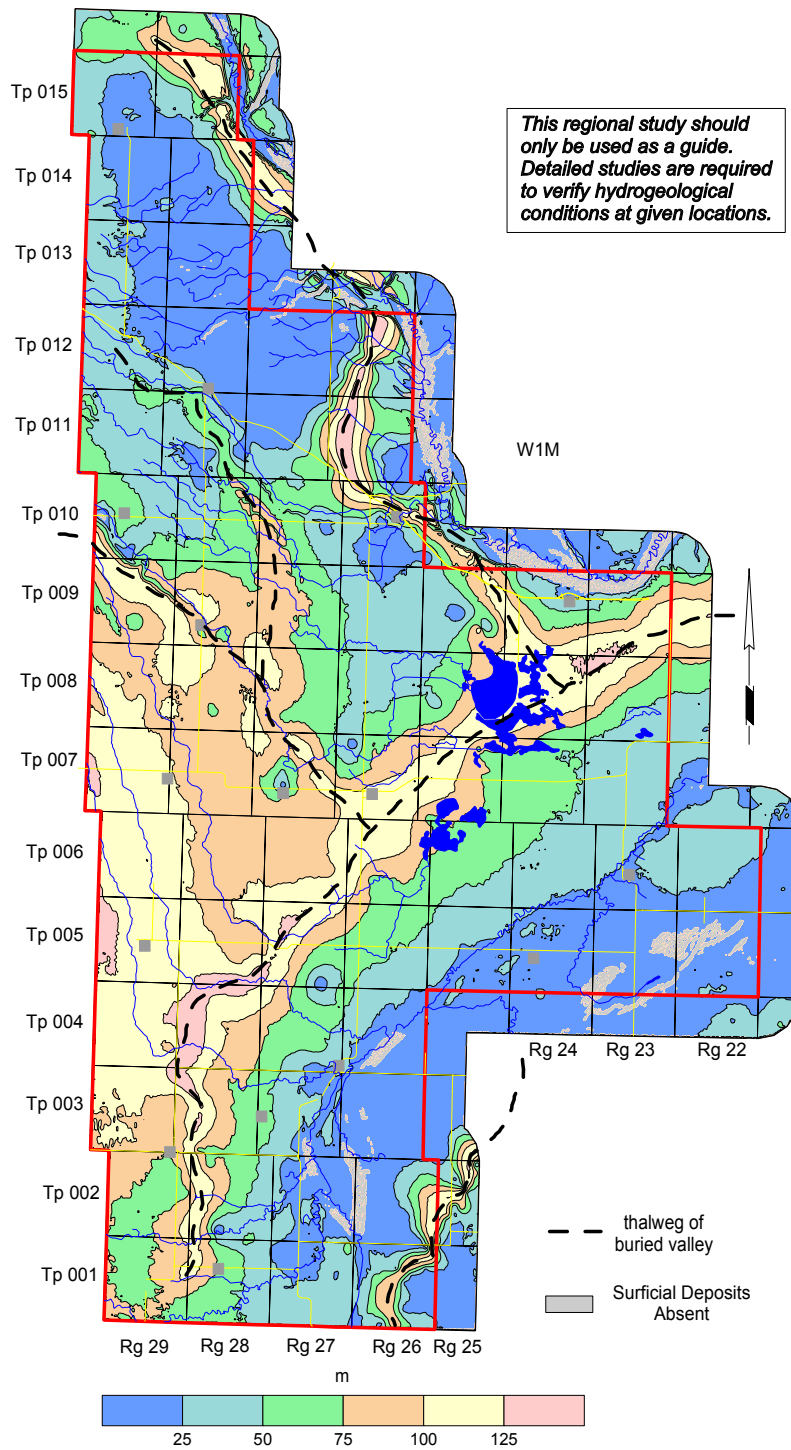 Tp 015
This regional study should
only be used as a guide.
Detailed studies are required
to verify hydrogeological
conditions at given locations.
Tp 014
Tp 013
Tp 012
Tp 011
W1M
Tp 010
Tp 009
Tp 008
Tp 007
Tp 006
Tp 005
Tp 004
Rg 24
Rg 23
Rg 22
Tp 003
Tp 002
thalweg of
buried valley
Tp 001
Surficial Deposits
Absent
Rg 29
Rg 28
Rg 27
Rg 26
Rg 25
m
25
50
75
100
125